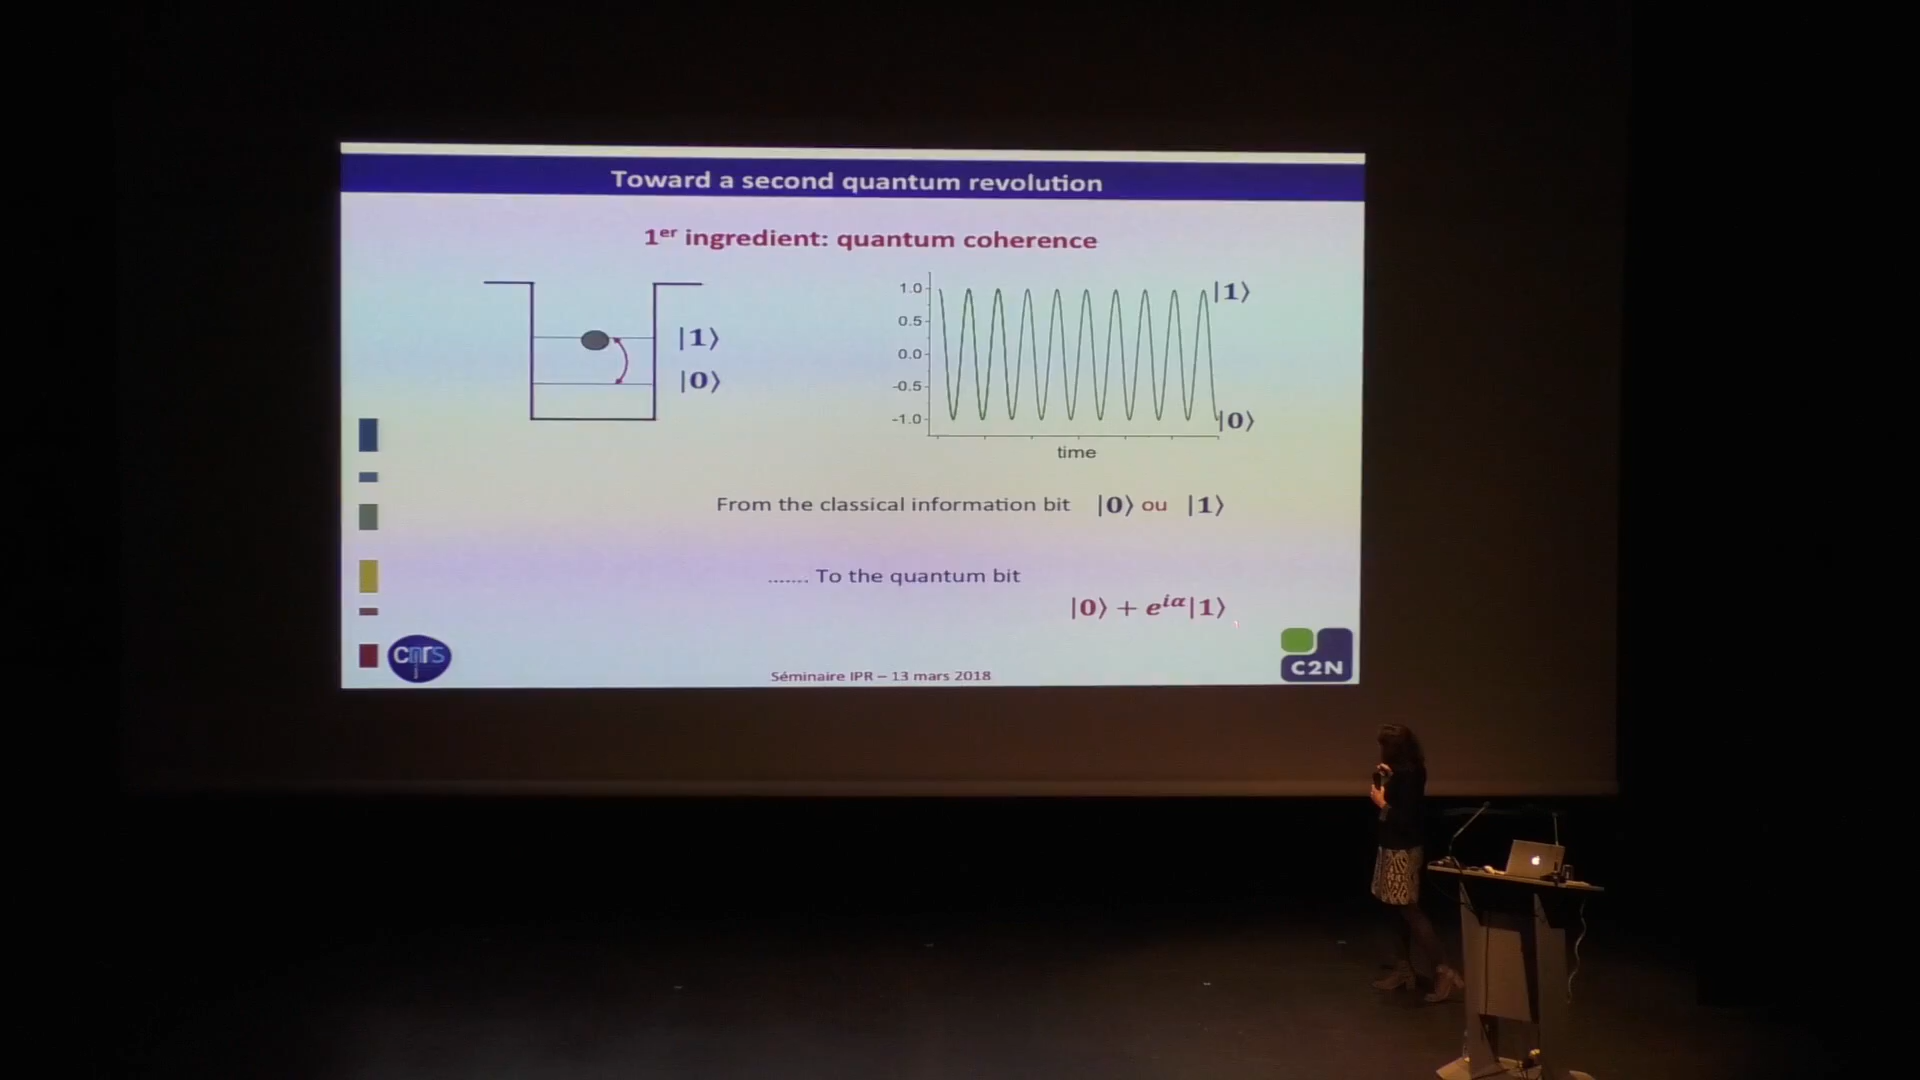 Toward a second quantum revolution
1er ingredient: quantum coherence
|1⟩
|0⟩
1.0
0.5
0.0
-0.5
-1.0
|1⟩
|0⟩
time
From the classical information bit |0⟩ ou |1⟩
....... To the quantum bit
|0⟩ + e^{iα}|1⟩
cnrs
Séminaire IPR – 13 mars 2018
C2N